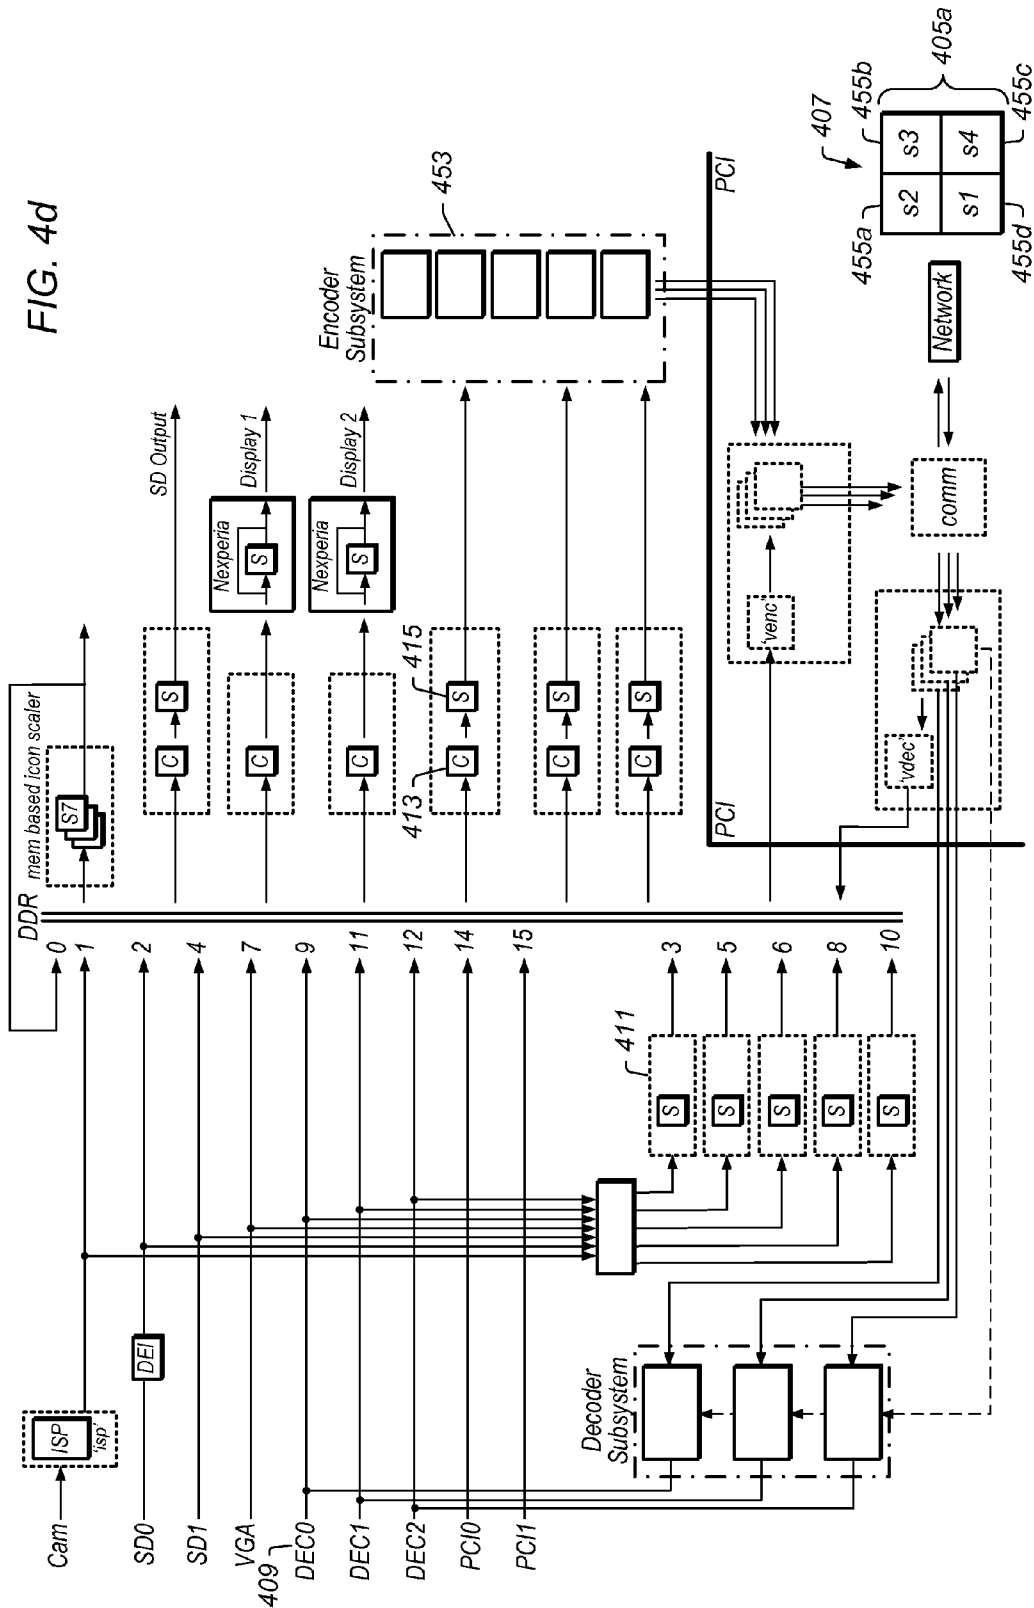 FIG. 4d
Cam
ISP
'isp'
SD0
DEI
SD1
VGA
DEC0
409
DEC1
DEC2
PCI0
PCI1
Decoder
Subsystem
S
S
S
S
S
411
DDR
0
1
2
4
7
9
11
12
14
15
3
5
6
8
10
mem based icon scaler
S7
C
S
SD Output
C
Nexperia
S
Display 1
C
Nexperia
S
Display 2
C
S
413
415
C
S
C
S
Encoder
Subsystem
453
PCI
PCI
'venc'
'vdec'
comm
Network
407
s2
s3
s1
s4
455a
455b
455c
455d
405a